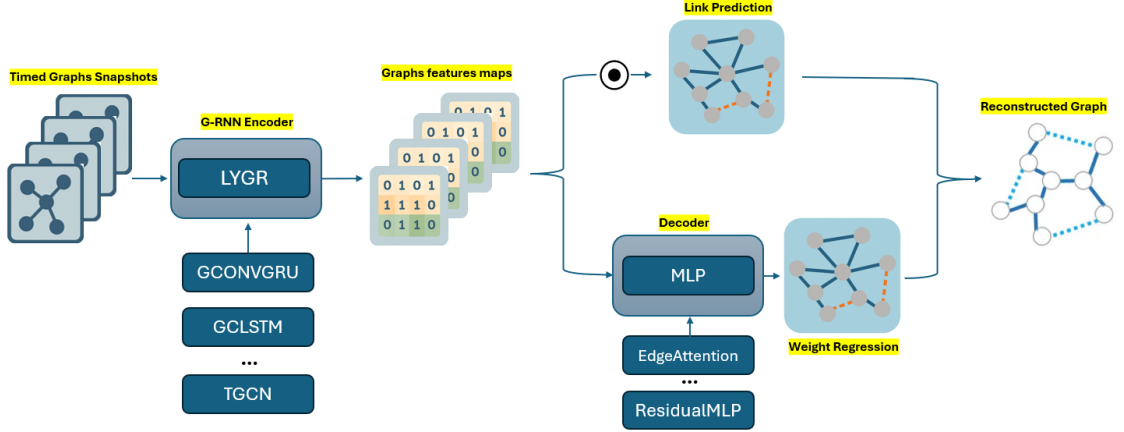 Link Prediction
Timed Graphs Snapshots
Graphs features maps
G-RNN Encoder
Reconstructed Graph
0 1 0 1
0 1 0 1
0
0 1 0 1
0
0
0 1 0 1
0
1 1 1 0
0 1 1 0
LYGR
Decoder
MLP
GCONVGRU
GCLSTM
...
TGCN
Weight Regression
EdgeAttention
...
ResidualMLP